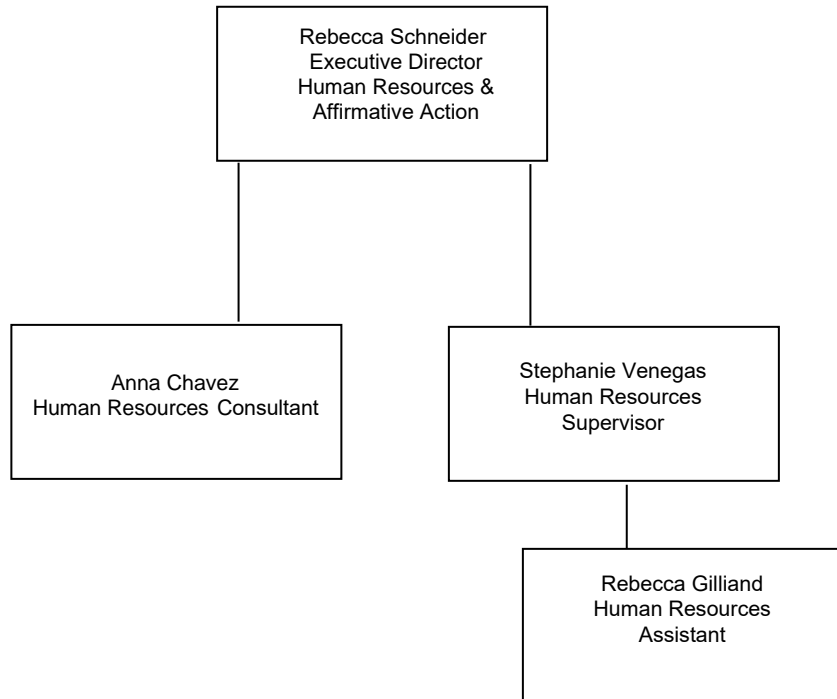 Rebecca Schneider
Executive Director
Human Resources &
Affirmative Action
Anna Chavez
Human Resources Consultant
Stephanie Venegas
Human Resources
Supervisor
Rebecca Gilliand
Human Resources
Assistant